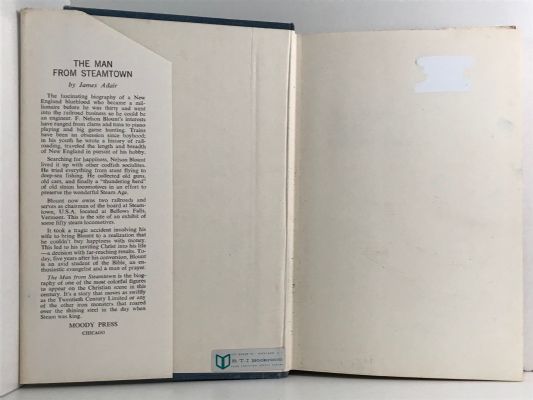 THE MAN
FROM STEAMTOWN
by James Adair
The fascinating biography of a New
England blueblood who became a mil-
lionaire before he was thirty and went
into the railroad business so he could be
an engineer. F. Nelson Blount's interests
have ranged from clams and tuna to piano
playing and big game hunting. Trains
have been an obsession since boyhood;
in his youth he wrote a history of rail-
roading, traveled the length and breadth
of New England in pursuit of his hobby.
Searching for happiness, Nelson Blount
lived it up with other codfish socialites.
He tried everything from stunt flying to
deep-sea fishing. He collected old guns,
old cars, and finally a "thundering herd"
of old steam locomotives in an effort to
preserve the wonderful Steam Age.
Blount now owns two railroads and
serves as chairman of the board at Steam-
town, U.S.A. located at Bellows Falls,
Vermont. This is the site of an exhibit of
some fifty steam locomotives.
It took a tragic accident involving his
wife to bring Blount to a realization that
he couldn't buy happiness with money.
This led to his inviting Christ into his life
—a decision with far-reaching results. To-
day, five years after his conversion, Blount
is an avid student of the Bible, an en-
thusiastic evangelist and a man of prayer.
The Man from Steamtown is the biog-
raphy of one of the most colorful figures
to appear on the Christian scene in this
century. It's a story that moves as swiftly
as the Twentieth Century Limited or any
of the other iron monsters that roared
over the shining steel in the day when
Steam was king.
MOODY PRESS
CHICAGO
B.T.I Bookroom